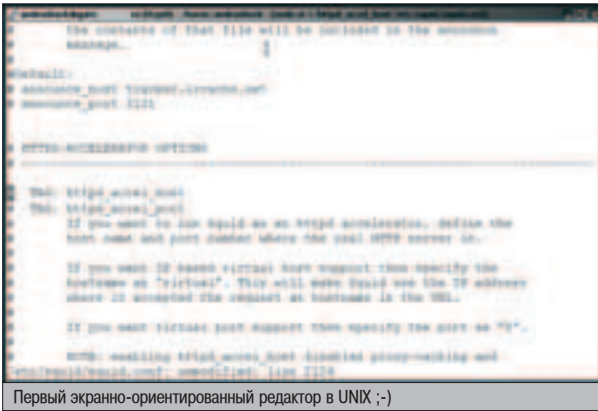 the contents of that file will be included in the announce
message.
#Default:
# announce_host tracker.ircache.net
# announce_port 3131
# HTTPD-ACCELERATOR OPTIONS
# TAG: httpd_accel_host
# TAG: httpd_accel_port
# If you want to run Squid as an httpd accelerator, define the
# host name and port number where the real HTTP server is.
# If you want IP based virtual host support then specify the
# hostname as "virtual". This will make Squid use the IP address
# where it accepted the request as hostname in the URL.
# If you want virtual port support then specify the port as "0".
# NOTE: enabling httpd_accel_host disables proxy-caching and
/etc/squid/squid.conf: unmodified: line
Первый экранно-ориентированный редактор в UNIX ;-)